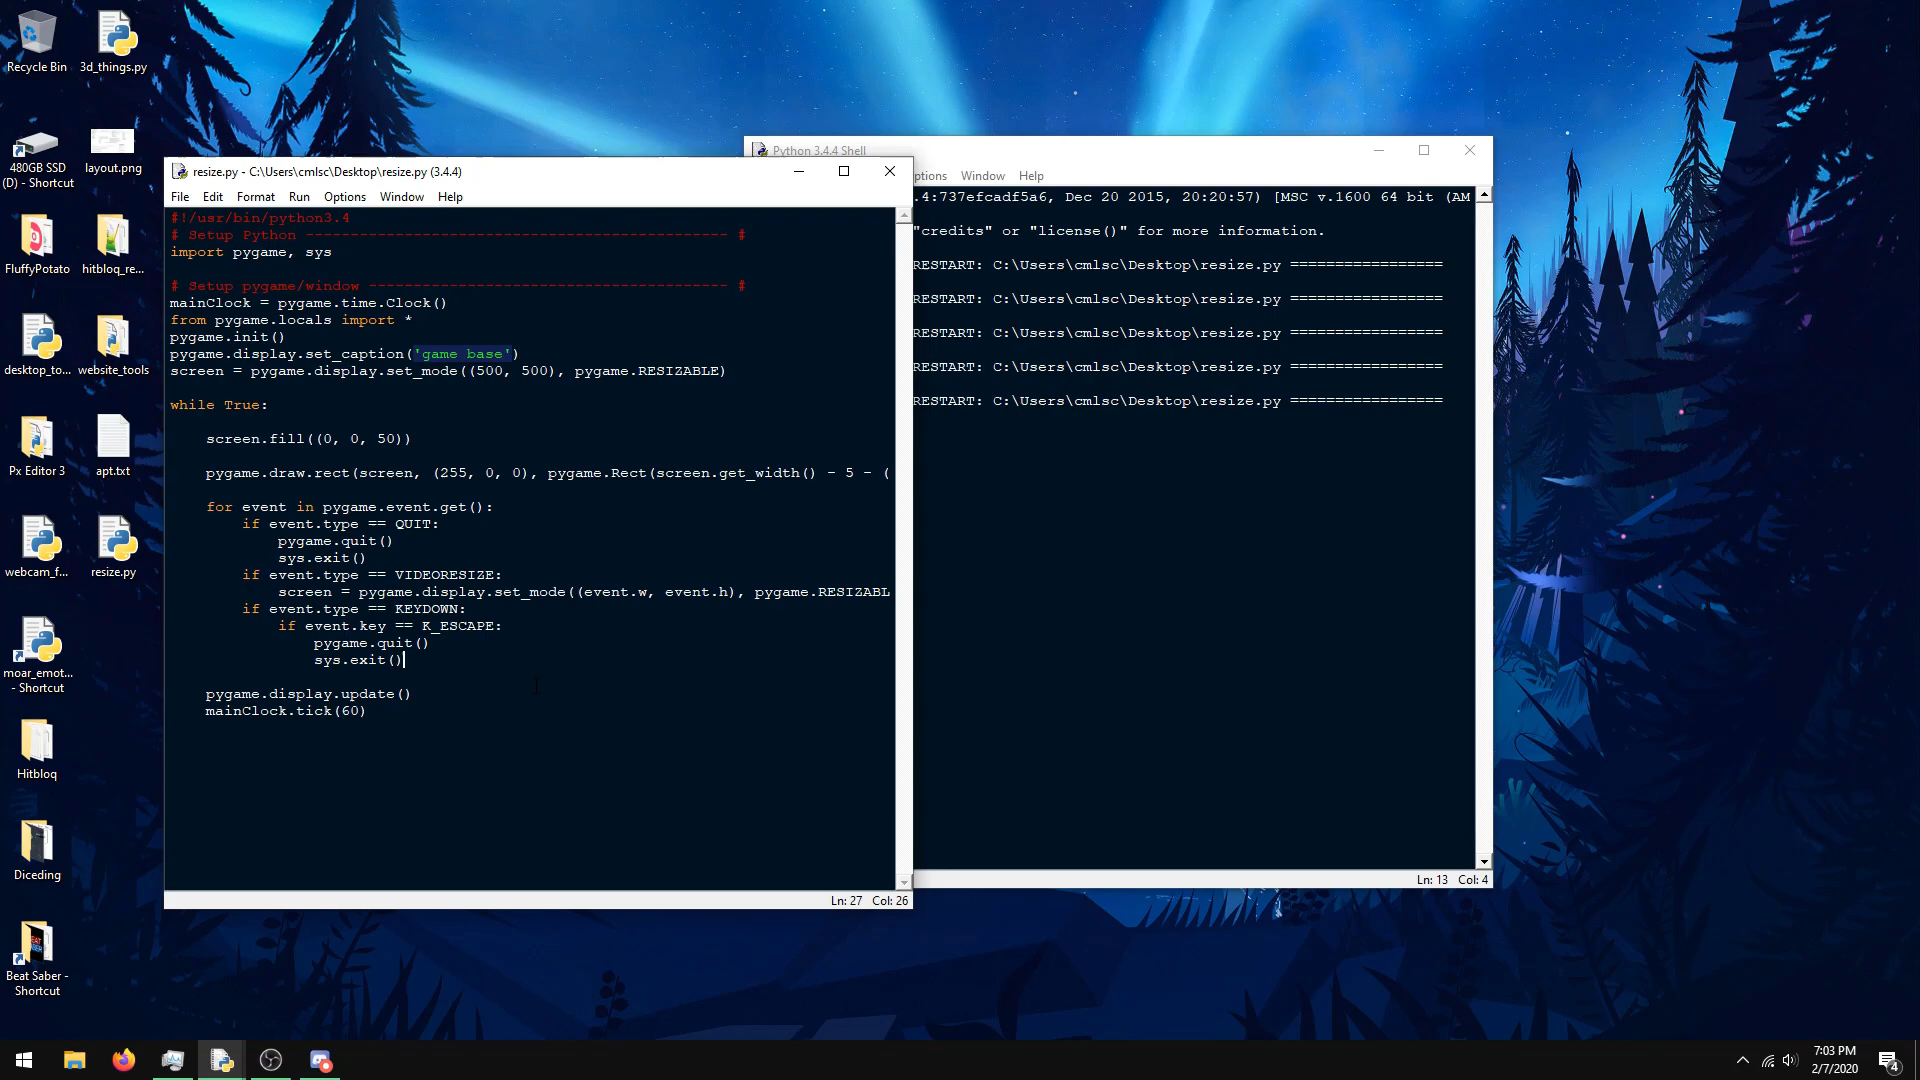 Recycle Bin
3d_things.py
480GB SSD
(D) - Shortcut
layout.png
FluffyPotato
hitbloq_re...
desktop_to...
website_tools
Px Editor 3
apt.txt
webcam_f...
resize.py
moar_emot...
- Shortcut
Hitbloq
Diceding
BEAT SABER
Beat Saber -
Shortcut
resize.py - C:\Users\cmlsc\Desktop\resize.py (3.4.4)
File Edit Format Run Options Windows Help
#!/usr/bin/python3.4
# Setup Python ----------------------------------------------- #
import pygame, sys
# Setup pygame/window ---------------------------------------- #
mainClock = pygame.time.Clock()
from pygame.locals import *
pygame.init()
pygame.display.set_caption('game base')
screen = pygame.display.set_mode((500, 500), pygame.RESIZABLE)
while True:
screen.fill((0, 0, 50))
pygame.draw.rect(screen, (255, 0, 0), pygame.Rect(screen.get_width() - 5 - (
for event in pygame.event.get():
if event.type == QUIT:
pygame.quit()
sys.exit()
if event.type == VIDEORESIZE:
screen = pygame.display.set_mode((event.w, event.h), pygame.RESIZABL
if event.type == KEYDOWN:
if event.key == K_ESCAPE:
pygame.quit()
sys.exit()
pygame.display.update()
mainClock.tick(60)
Ln: 27 Col: 26
Python 3.4.4 Shell
ptions Window Help
.4:737efcadf5a6, Dec 20 2015, 20:20:57) [MSC v.1600 64 bit (AM
"credits" or "license()" for more information.
RESTART: C:\Users\cmlsc\Desktop\resize.py =================
RESTART: C:\Users\cmlsc\Desktop\resize.py =================
RESTART: C:\Users\cmlsc\Desktop\resize.py =================
RESTART: C:\Users\cmlsc\Desktop\resize.py =================
RESTART: C:\Users\cmlsc\Desktop\resize.py =================
Ln: 13 Col: 4
7:03 PM
2/7/2020
4